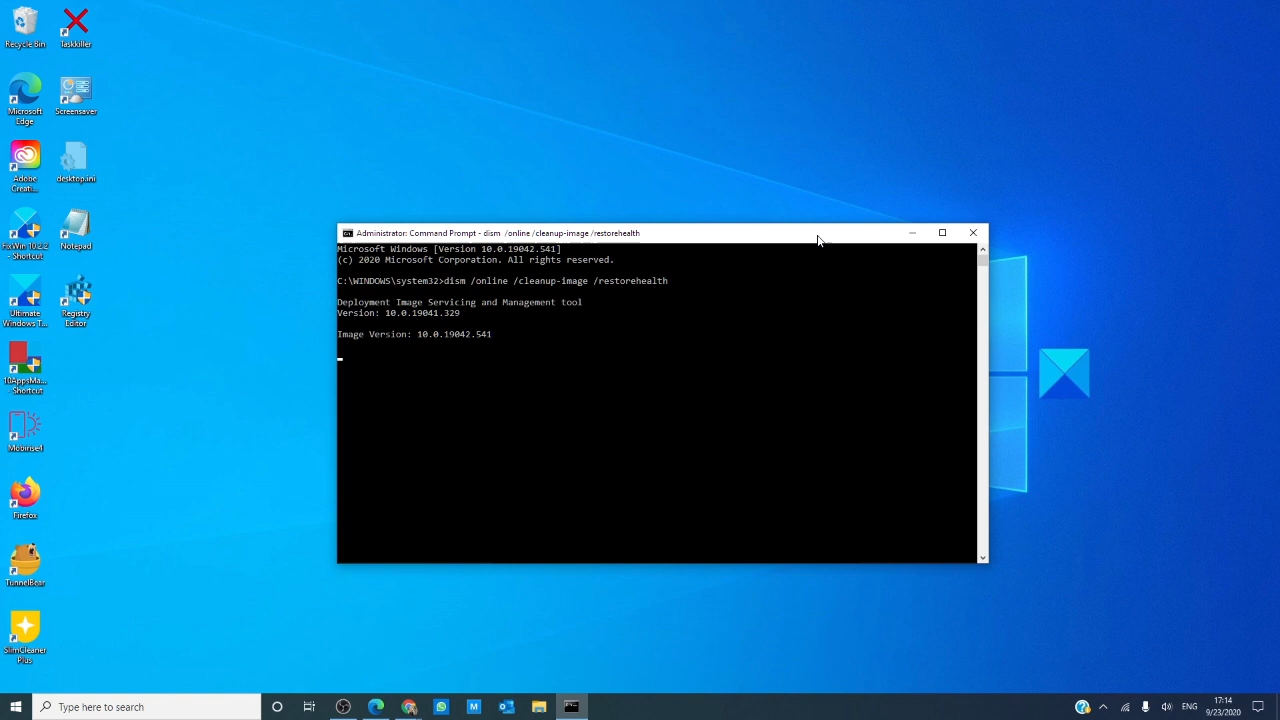 Recycle Bin
Taskkiller
Microsoft
Edge
Screensaver
Adobe
Creati...
desktop.ini
FixWin 10.2.2
- Shortcut
Notepad
Ultimate
Windows T...
Registry
Editor
10AppsMa...
- Shortcut
Mobirise4
Firefox
TunnelBear
SlimCleaner
Plus
Administrator: Command Prompt - dism  /online /cleanup-image /restorehealth
Microsoft Windows [Version 10.0.19042.541]
(c) 2020 Microsoft Corporation. All rights reserved.
C:\WINDOWS\system32>dism /online /cleanup-image /restorehealth
Deployment Image Servicing and Management tool
Version: 10.0.19041.329
Image Version: 10.0.19042.541
Type here to search
M
ENG
17:14
9/23/2020